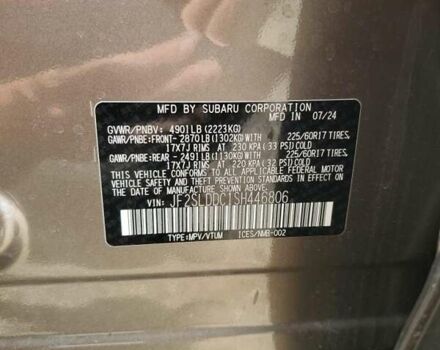 MFD BY SUBARU CORPORATION
MFD IN 07/24
GVWR/PNBV: 4901LB(2223KG)
GAWR/PNBE:FRONT- 2870LB(1302KG)WITH 225/60R17 TIRES,
17X7J RIMS, AT 230 KPA(33 PSI)COLD
GAWR/PNBE:REAR - 2491LB(1130KG)WITH 225/60R17 TIRES,
17X7J RIMS, AT 220 KPA(32 PSI)COLD
THIS VEHICLE CONFORMS TO ALL APPLICABLE FEDERAL MOTOR
VEHICLE SAFETY AND THEFT PREVENTION STANDARDS IN EFFECT ON
THE DATE OF MANUFACTURE SHOWN ABOVE.
VIN: JF2SLDDC1SH446806
TYPE:MPV/VTUM ICES/NMB-002